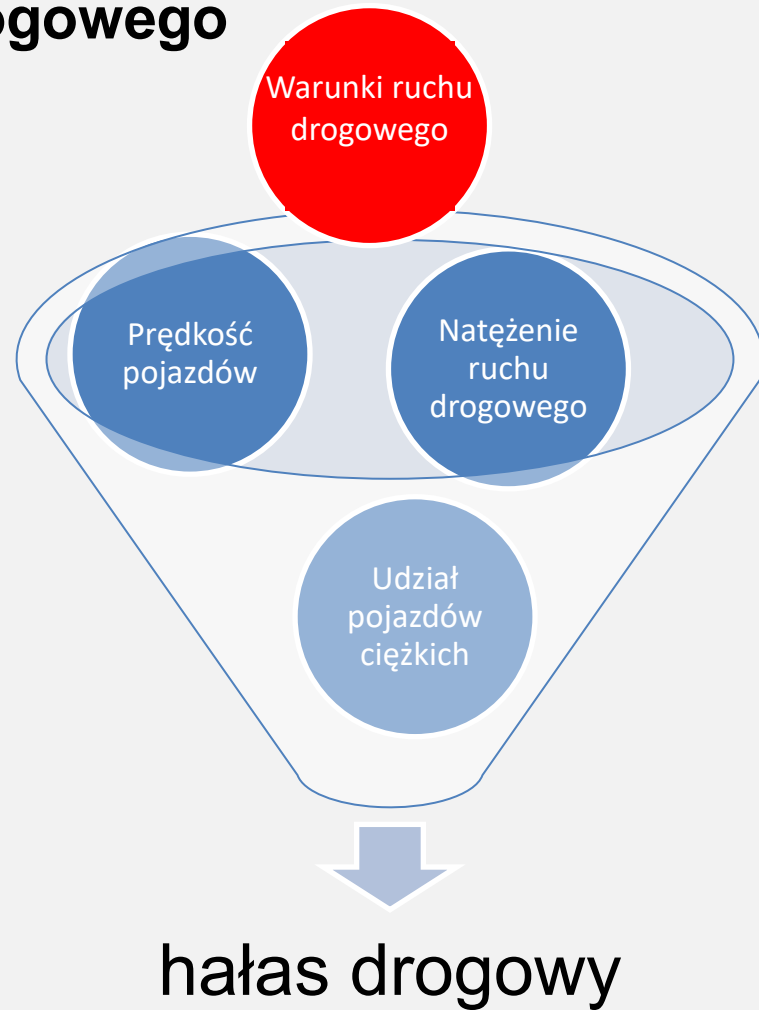 ogowego
Warunki ruchu
drogowego
Prędkość
pojazdów
Natężenie
ruchu
drogowego
Udział
pojazdów
ciężkich
hałas drogowy